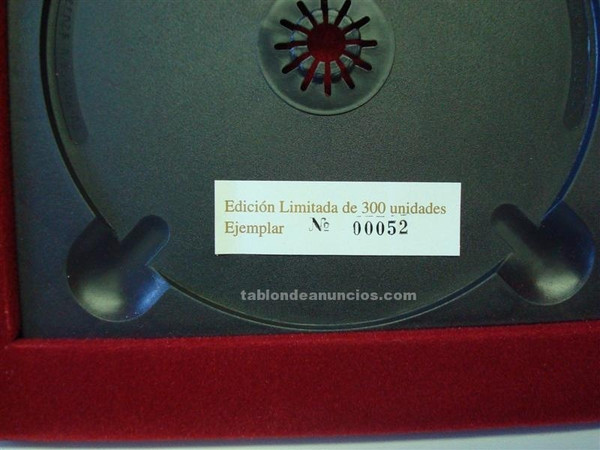 Edición Limitada de 300 unidades
Ejemplar № 00052
tablondeanuncios.com